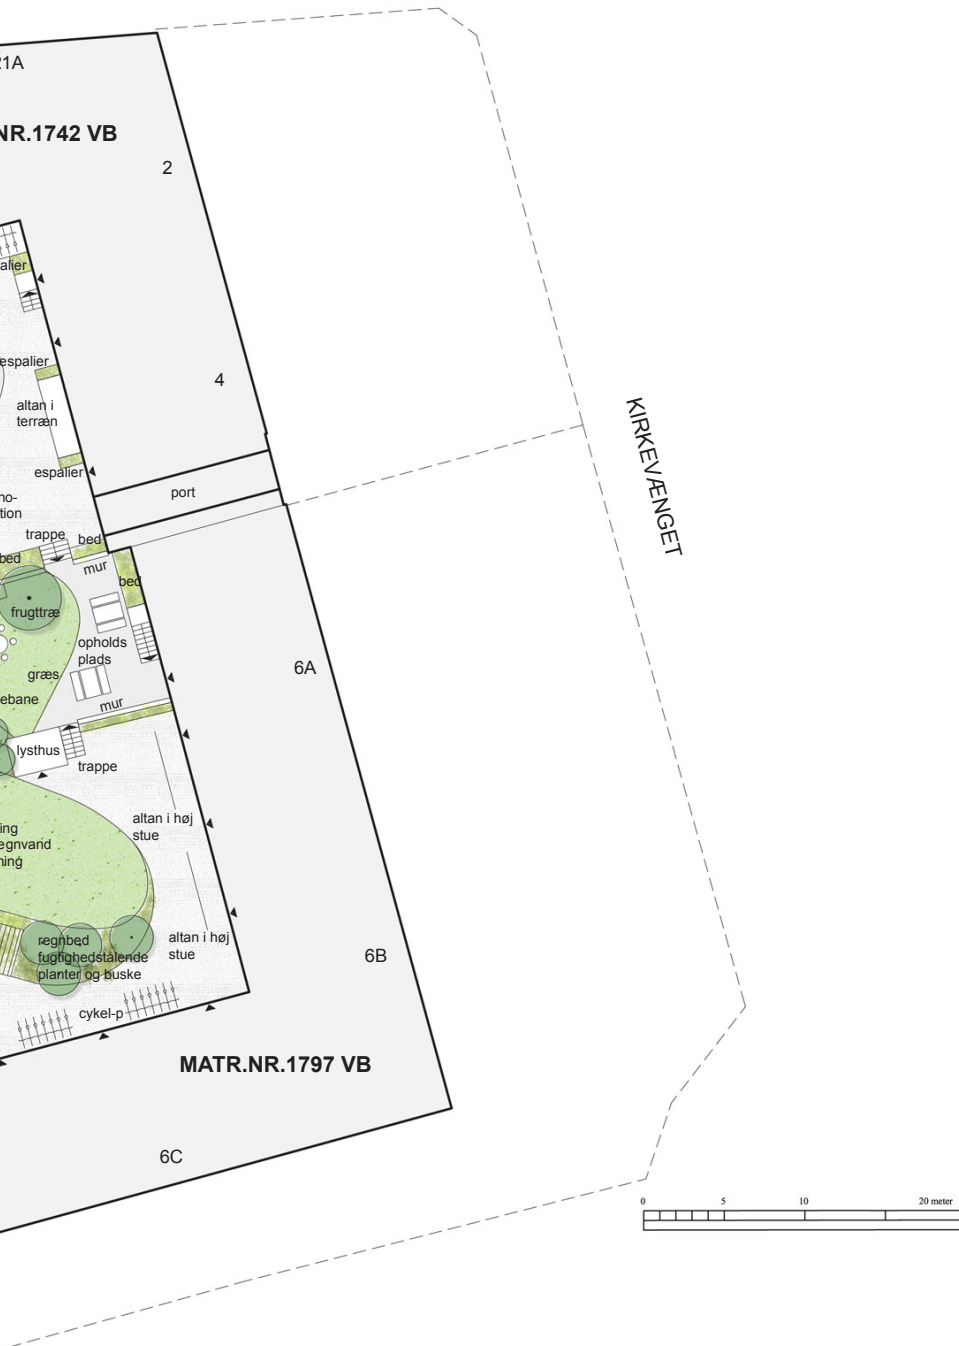 21A
NR.1742 VB
2
alier
espalier
4
altan i
terræn
espalier
port
mo-
tion
trappe
bed
bed
mur
bed
frugttræ
opholds
plads
6A
græs
ebane
mur
lysthus
trappe
altan i høj
stue
ing
egnvand
ning
altan i høj
stue
regnbed
fugtighedstålende
planter og buske
6B
cykel-p
MATR.NR.1797 VB
6C
KIRKEVÆNGET
0 5 10 20 meter